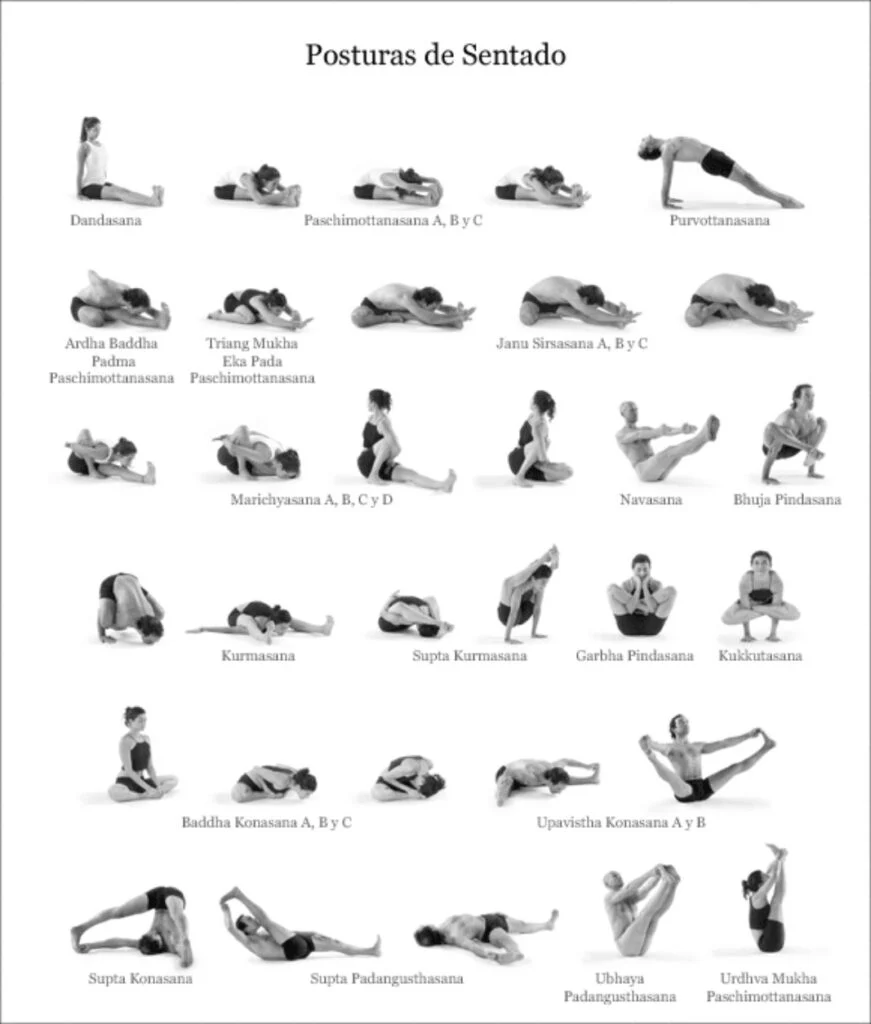 Posturas de Sentado
Dandasana
Paschimottanasana A, B y C
Purvottanasana
Ardha Baddha
Padma
Paschimottanasana
Triang Mukha
Eka Pada
Paschimottanasana
Janu Sirsasana A, B y C
Marichyasana A, B, C y D
Navasana
Bhuja Pindasana
Kurmasana
Supta Kurmasana
Garbha Pindasana
Kukkutasana
Baddha Konasana A, B y C
Upavistha Konasana A y B
Supta Konasana
Supta Padangusthasana
Ubhaya
Padangusthasana
Urdhva Mukha
Paschimottanasana